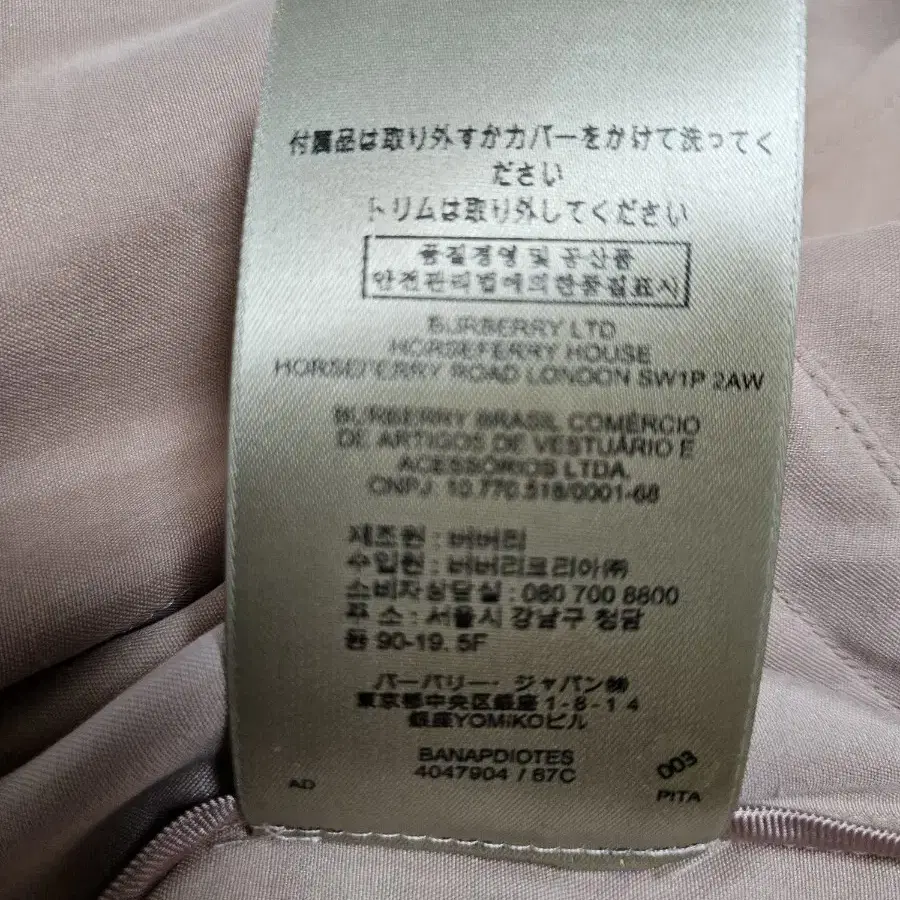 付属品は取り外すかカバーをかけて洗ってく
ださい
トリムは取り外してください
품질경영 및 공산품
안전관리법에의한품질표시
BURBERRY LTD
HORSEFERRY HOUSE
HORSEFERRY ROAD LONDON SW1P 2AW
BURBERRY BRASIL COMÉRCIO
DE ARTIGOS DE VESTUÁRIO E
ACESSÓRIOS LTDA.
CNPJ 10.770.518/0001-68
제조원 : 버버리
수입원 : 버버리코리아㈜
소비자상담실 : 080 700 8800
주 소 : 서울시 강남구 청담
동 90-19. 5F
バーバリー・ジャパン㈱
東京都中央区銀座1-8-14
銀座YOMIKOビル
BANAPDIOTES
4047904 / 67C
003
AD
PITA